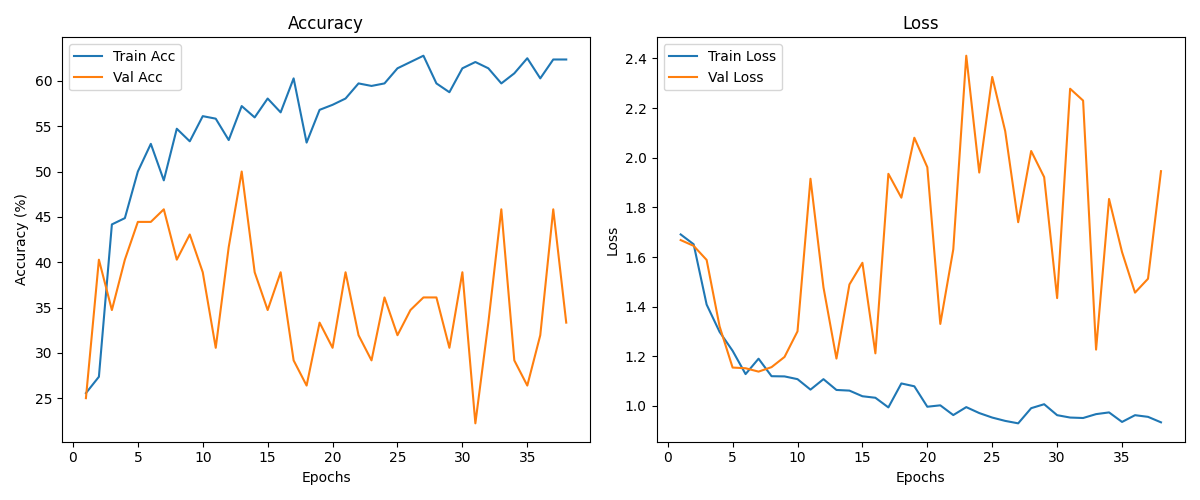 Accuracy
Train Acc
Val Acc
Accuracy (%)
60
55
50
45
40
35
30
25
0 5 10 15 20 25 30 35
Epochs
Loss
Train Loss
Val Loss
Loss
2.4
2.2
2.0
1.8
1.6
1.4
1.2
1.0
0 5 10 15 20 25 30 35
Epochs